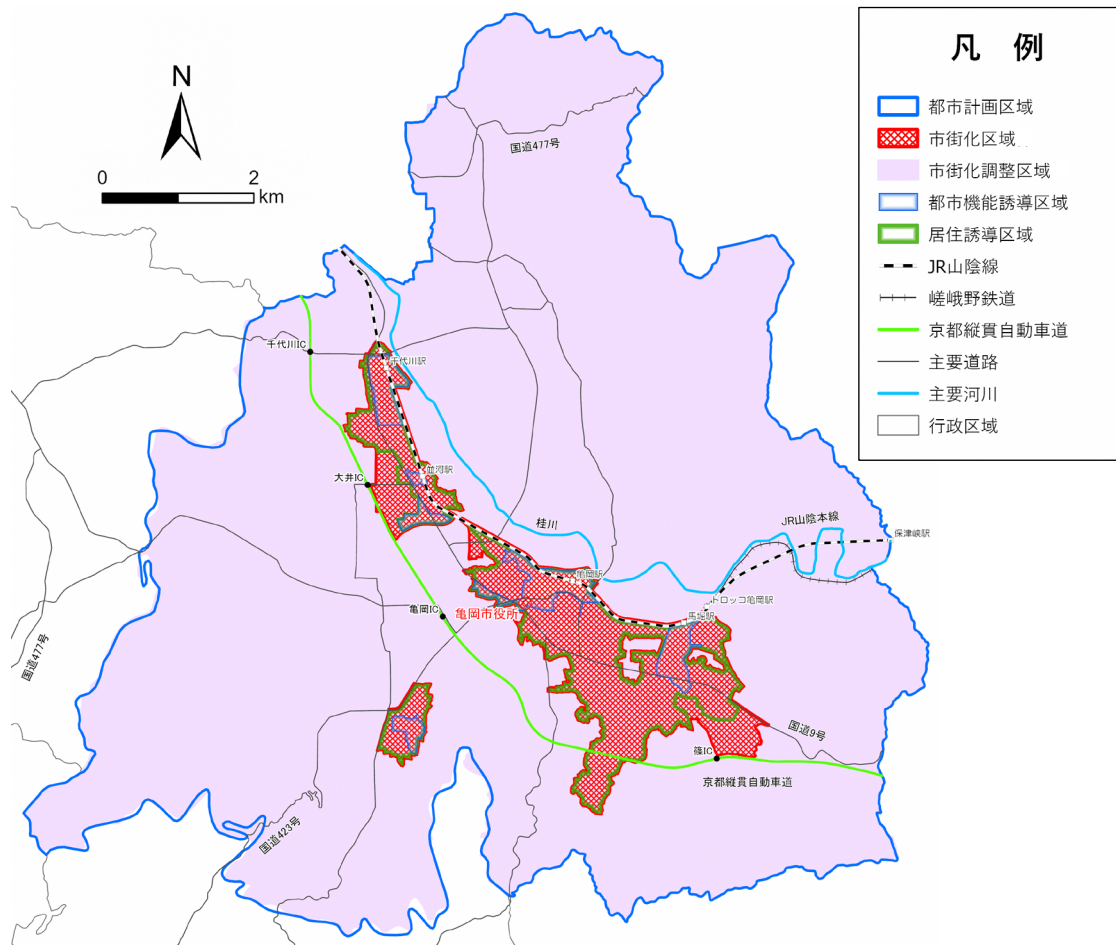 凡 例
都市計画区域
市街化区域
市街化調整区域
都市機能誘導区域
居住誘導区域
JR山陰線
嵯峨野鉄道
京都縦貫自動車道
主要道路
主要河川
行政区域
N
0 2
km
国道477号
千代川IC
千代川駅
大井IC
並河駅
桂川
JR山陰本線
保津峡駅
亀岡駅
トロッコ亀岡駅
馬堀駅
亀岡IC
亀岡市役所
国道477号
国道9号
篠IC
京都縦貫自動車道
国道423号